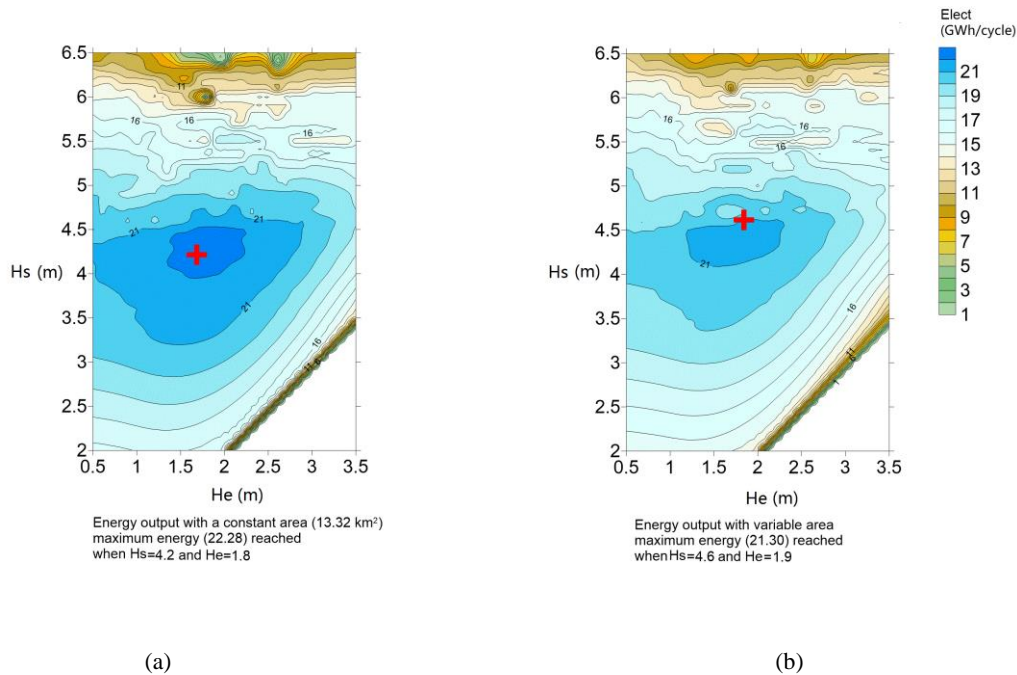 Elect
(GWh/cycle)
21
19
17
15
13
11
9
7
5
3
1
6.5
6
5.5
5
4.5
4
3.5
3
2.5
2
Hs (m)
0.5 1 1.5 2 2.5 3 3.5
He (m)
11
16
16
21
21
21
16
11
6
Energy output with a constant area (13.32 km²)
maximum energy (22.28) reached
when Hs=4.2 and He=1.8
(a)
6.5
6
5.5
5
4.5
4
3.5
3
2.5
2
Hs (m)
0.5 1 1.5 2 2.5 3 3.5
He (m)
16
16
21
16
11
1
Energy output with variable area
maximum energy (21.30) reached
when Hs=4.6 and He=1.9
(b)